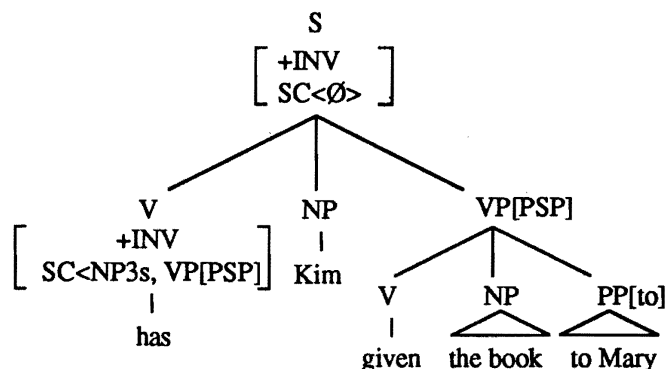 S
+INV
SC<Ø>
V NP VP[PSP]
+INV
SC<NP3s, VP[PSP]
Kim
V NP PP[to]
has
given the book to Mary